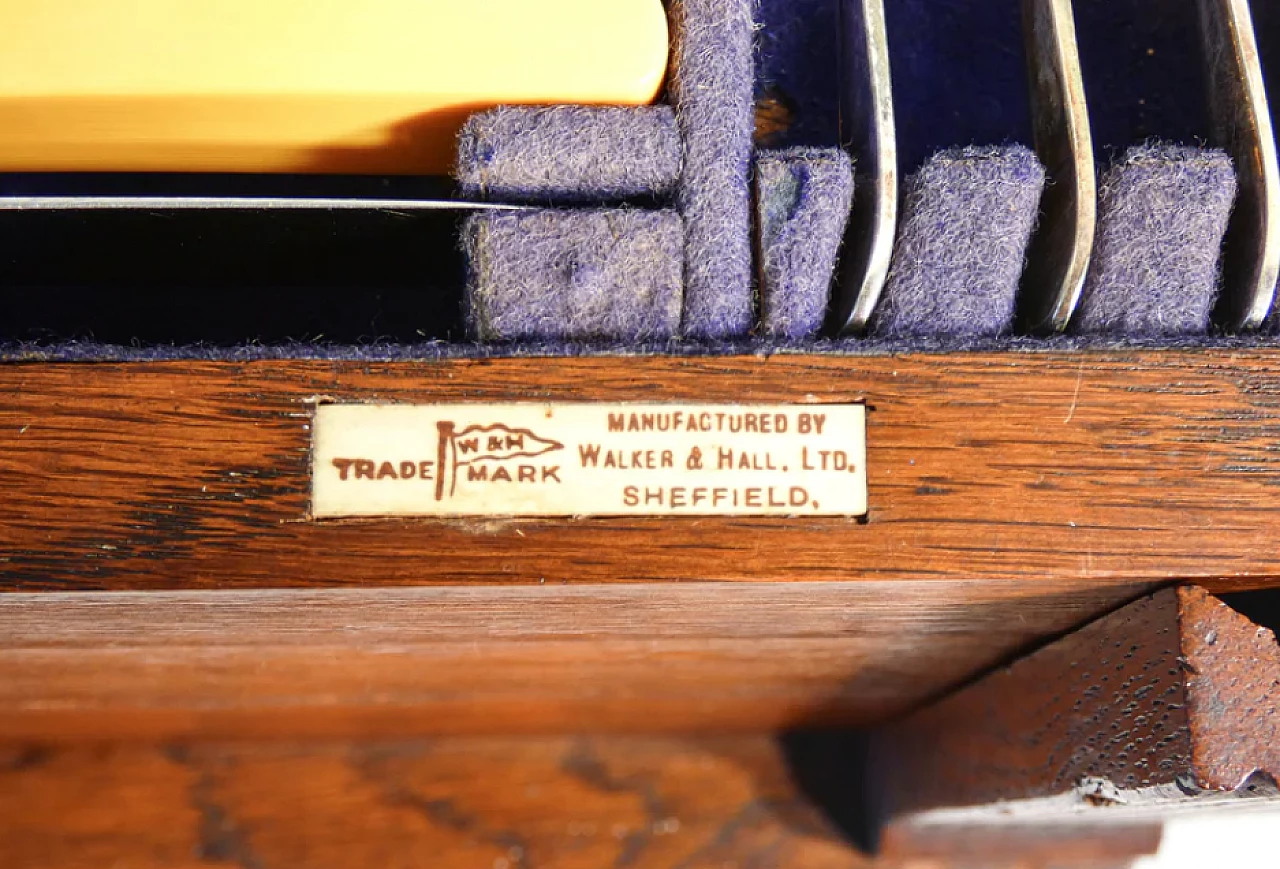 W & H
TRADE MARK
MANUFACTURED BY
WALKER & HALL. LTD.
SHEFFIELD.